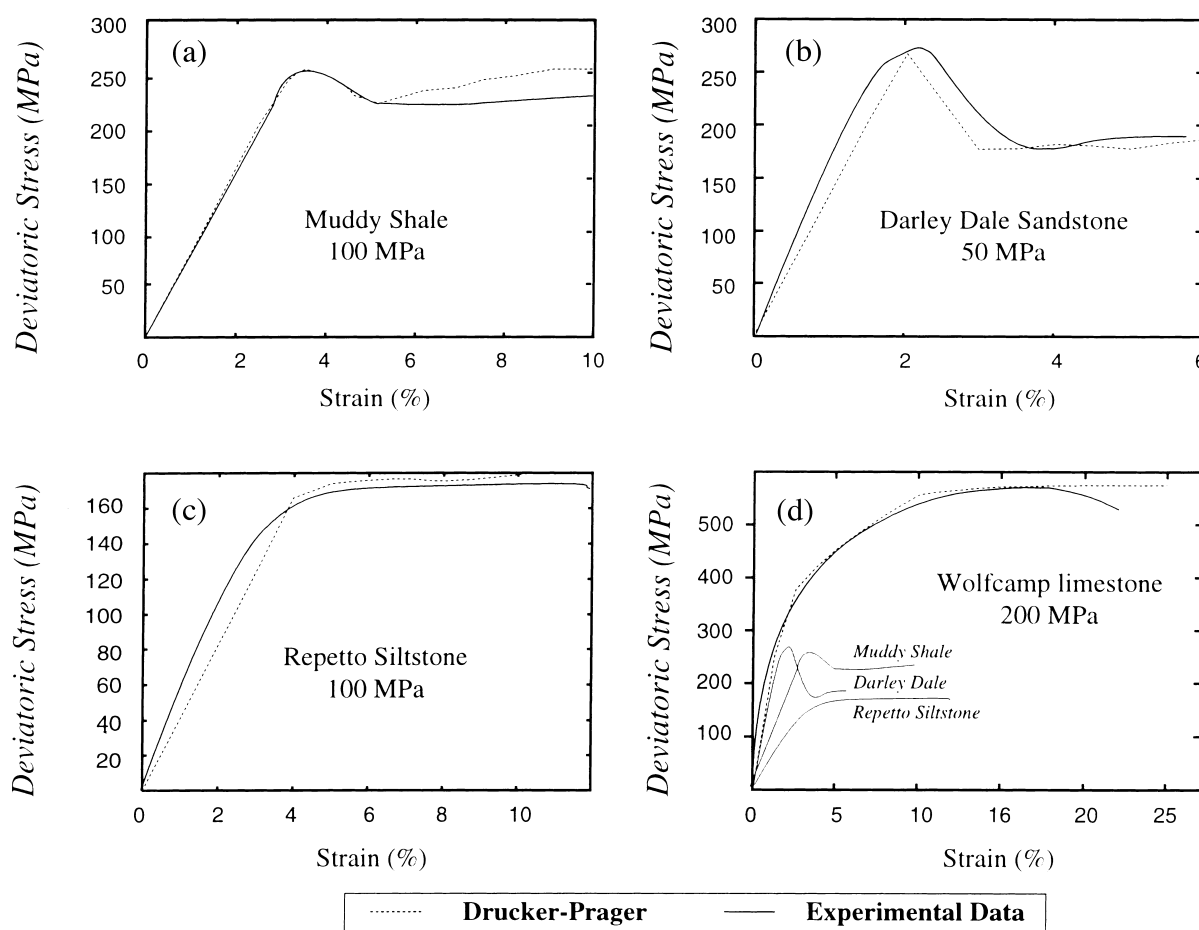 300
250
200
150
100
50
Deviatoric Stress (MPa)
(a)
Muddy Shale
100 MPa
0 2 4 6 8 10
Strain (%)
300
250
200
150
100
50
Deviatoric Stress (MPa)
(b)
Darley Dale Sandstone
50 MPa
0 2 4 6
Strain (%)
160
140
120
100
80
60
40
20
Deviatoric Stress (MPa)
(c)
Repetto Siltstone
100 MPa
0 2 4 6 8 10
Strain (%)
500
400
300
200
100
Deviatoric Stress (MPa)
(d)
Wolfcamp limestone
200 MPa
Muddy Shale
Darley Dale
Repetto Siltstone
0 5 10 16 20 25
Strain (%)
Drucker-Prager Experimental Data